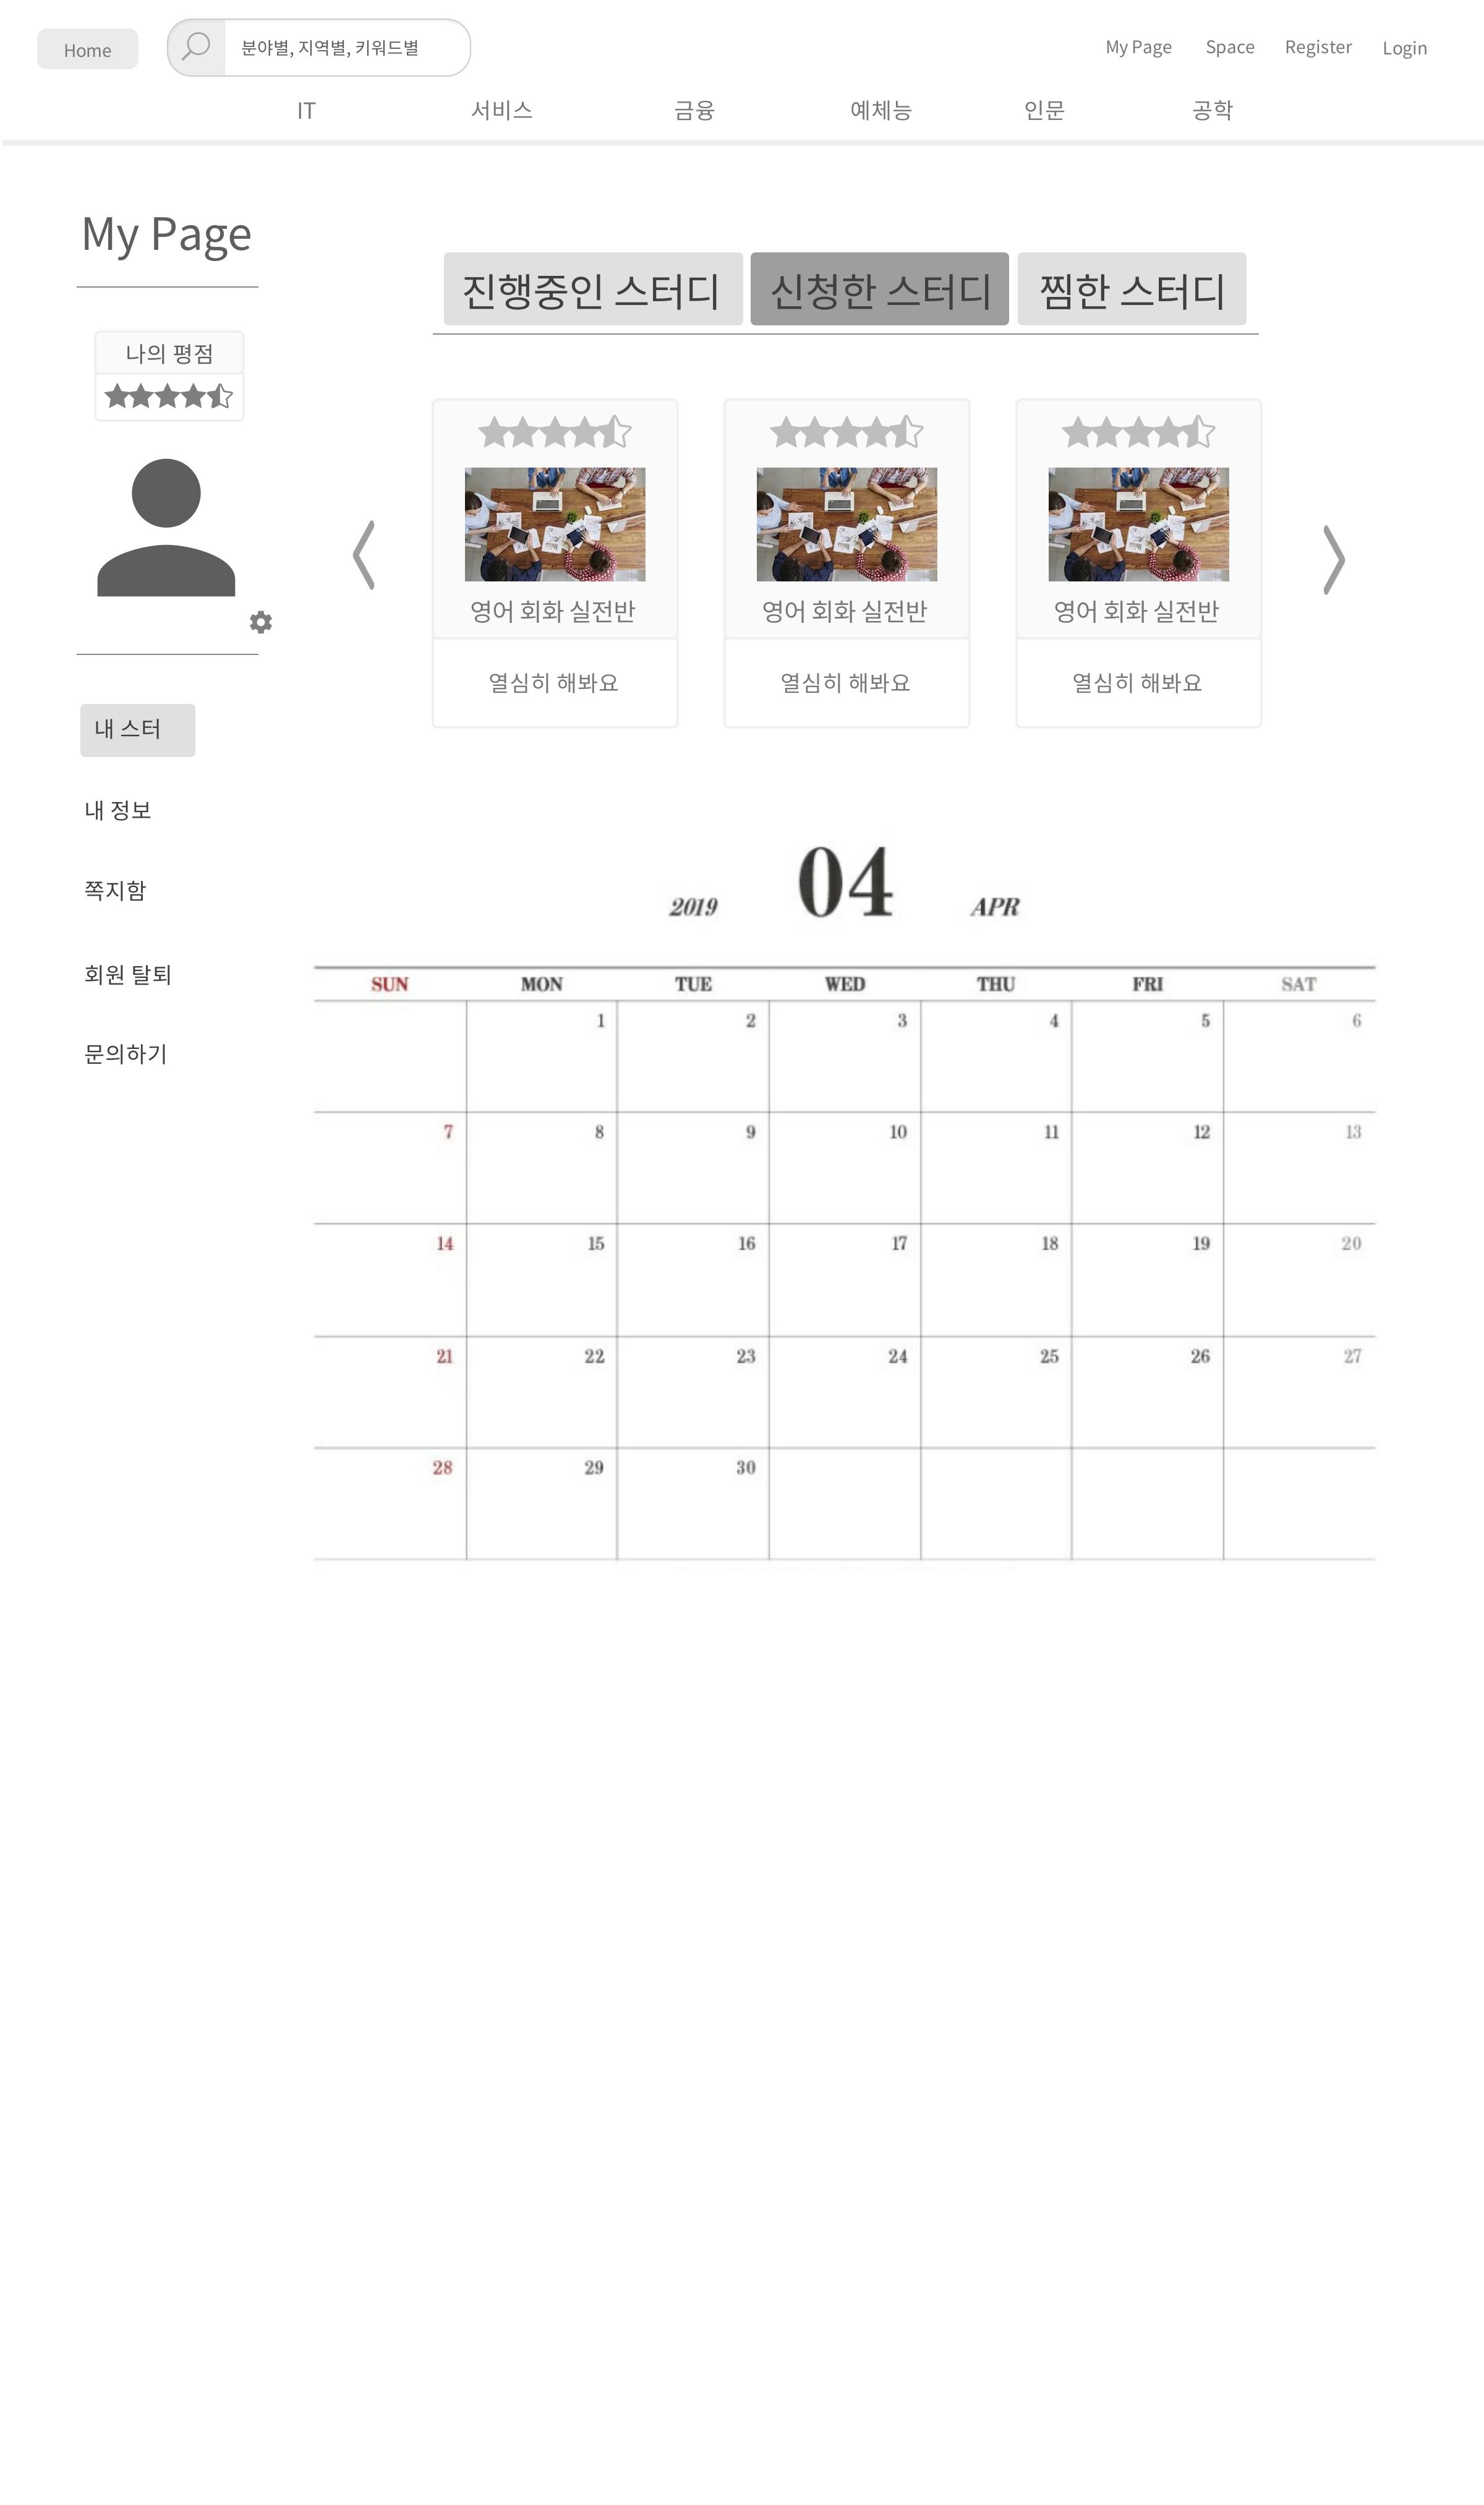 Home
분야별, 지역별, 키워드별
My Page
Space
Register
Login
IT
서비스
금융
예체능
인문
공학
My Page
나의 평점
내 스터
내 정보
쪽지함
회원 탈퇴
문의하기
진행중인 스터디
신청한 스터디
찜한 스터디
영어 회화 실전반
영어 회화 실전반
영어 회화 실전반
열심히 해봐요
열심히 해봐요
열심히 해봐요
2019 04 APR
SUN MON TUE WED THU FRI SAT
1 2 3 4 5 6
7 8 9 10 11 12 13
14 15 16 17 18 19 20
21 22 23 24 25 26 27
28 29 30